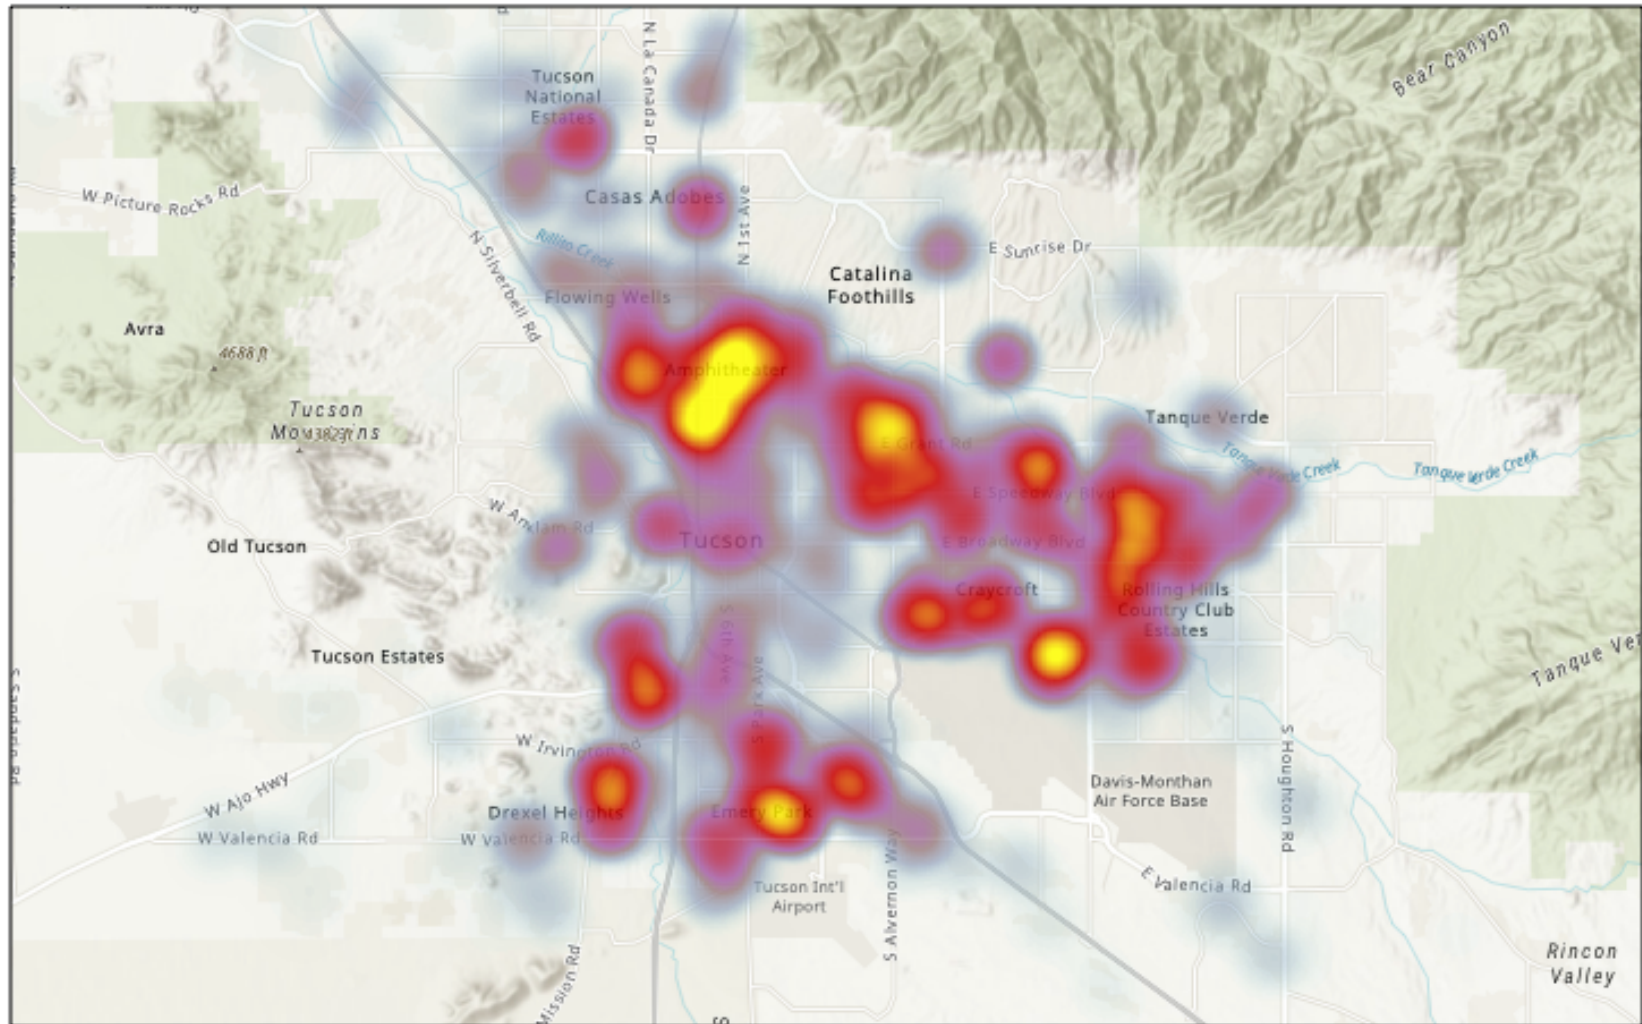 N La Canada Dr
Bear Canyon
Tucson
National
Estates
W Picture Rocks Rd
Casas Adobes
N 1st Ave
Rillito Creek
N Silverbell Rd
E Sunrise Dr
Catalina
Foothills
Flowing Wells
Avra
4688 ft
Amphitheater
Tucson
4382 ft
Tanque Verde
E Grant Rd
Tanque Verde Creek
Tanque Verde Creek
E Speedway Blvd
W Anklam Rd
Old Tucson
Tucson
E Broadway Blvd
Craycroft
Rolling Hills
Country Club
Estates
S 6th Ave
Tucson Estates
S Park Ave
W Irvington Rd
W Ajo Hwy
S Houghton Rd
Davis-Monthan
Air Force Base
Drexel Heights
Emery Park
W Valencia Rd
W Valencia Rd
S Alvernon Way
Tucson Int'l
Airport
E Valencia Rd
Mission Rd
Rincon
Valley